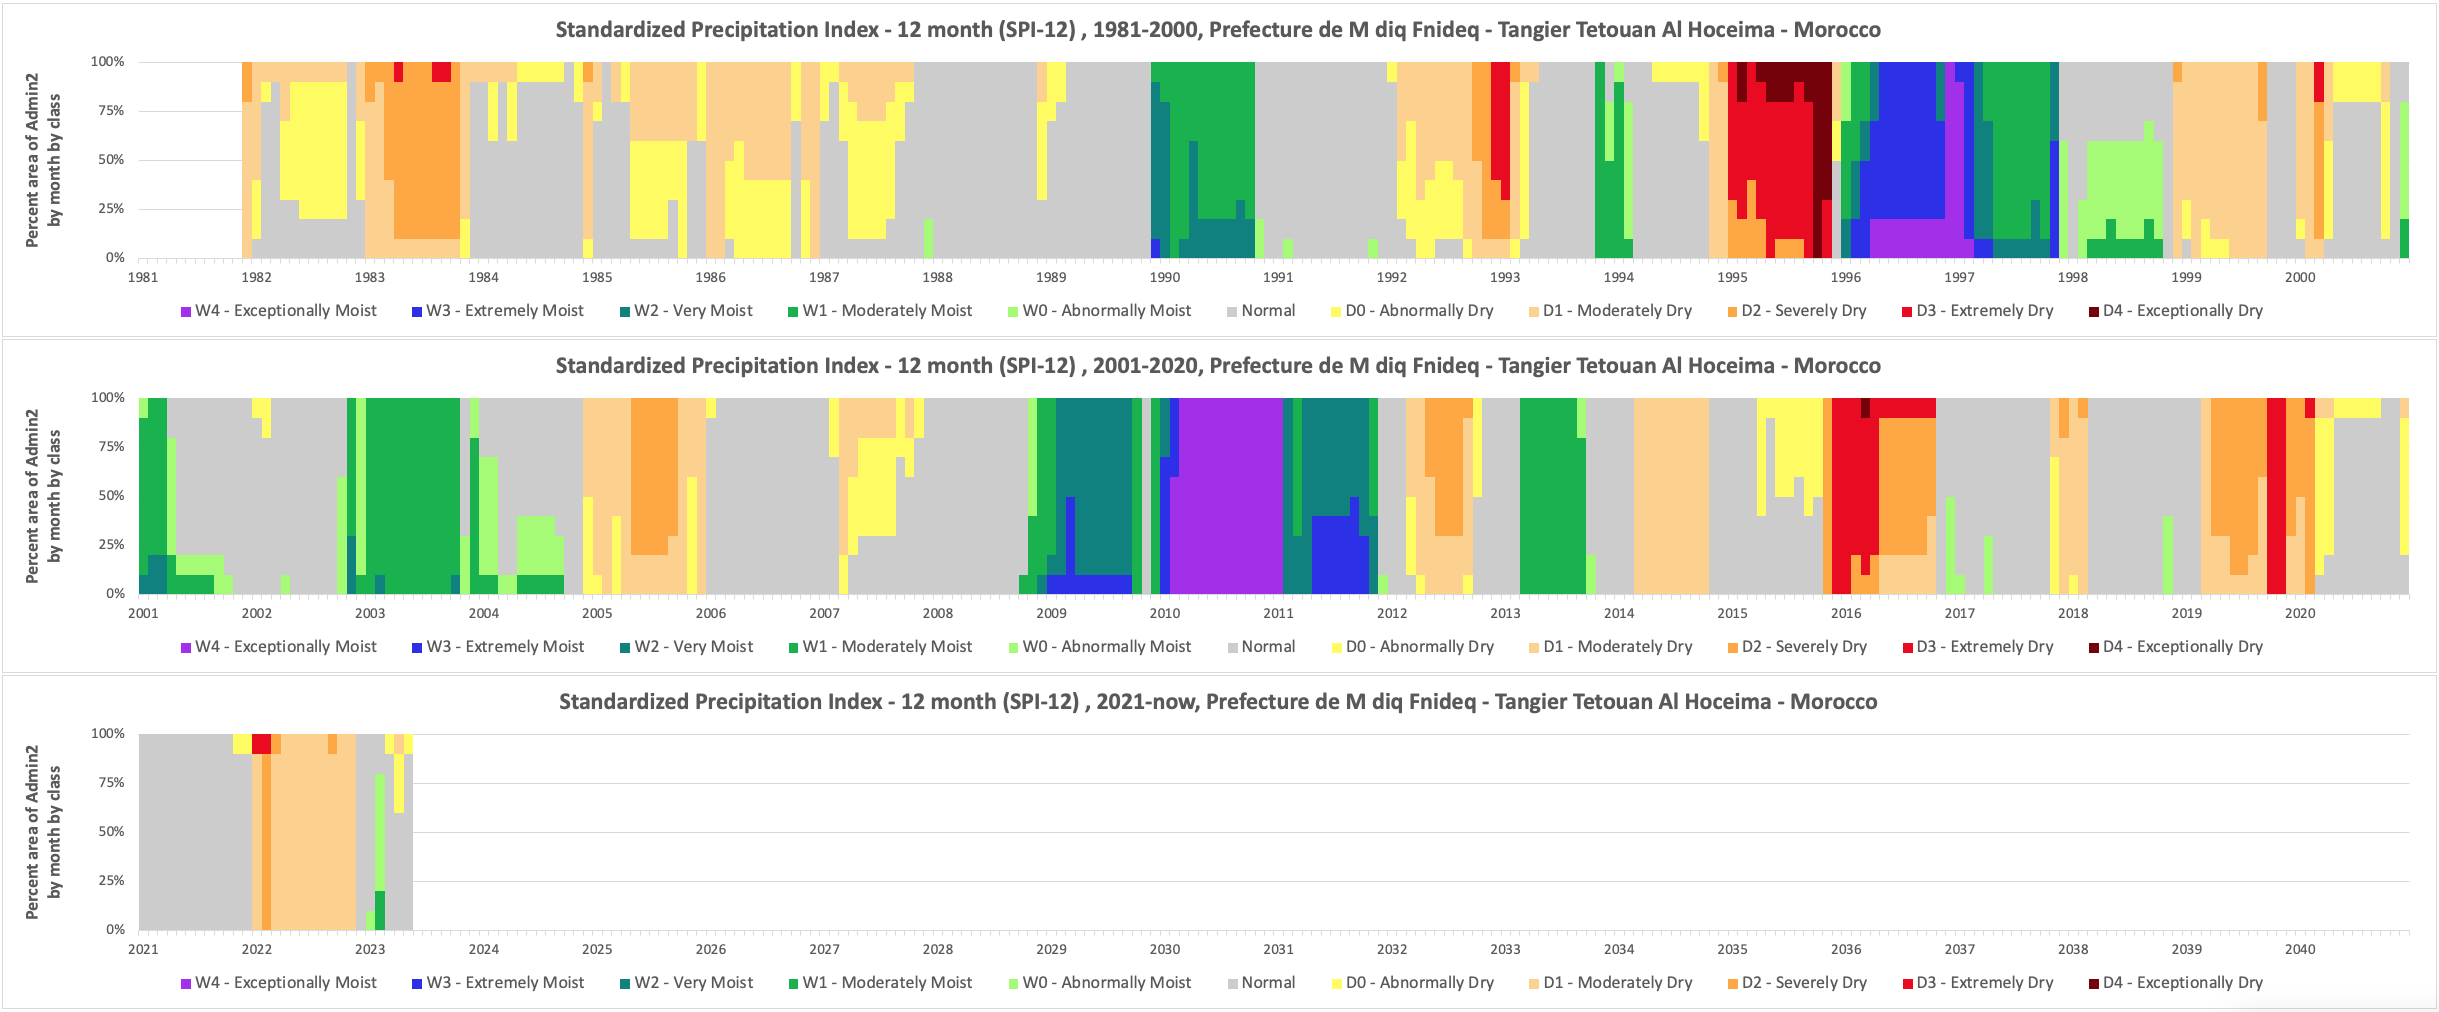 Standardized Precipitation Index - 12 month (SPI-12) , 1981-2000, Prefecture de M diq Fnideq - Tangier Tetouan Al Hoceima - Morocco
Percent area of Admin2
by month by class
100%
75%
50%
25%
0%
1981 1982 1983 1984 1985 1986 1987 1988 1989 1990 1991 1992 1993 1994 1995 1996 1997 1998 1999 2000
W4 - Exceptionally Moist W3 - Extremely Moist W2 - Very Moist W1 - Moderately Moist W0 - Abnormally Moist Normal D0 - Abnormally Dry D1 - Moderately Dry D2 - Severely Dry D3 - Extremely Dry D4 - Exceptionally Dry
Standardized Precipitation Index - 12 month (SPI-12) , 2001-2020, Prefecture de M diq Fnideq - Tangier Tetouan Al Hoceima - Morocco
Percent area of Admin2
by month by class
100%
75%
50%
25%
0%
2001 2002 2003 2004 2005 2006 2007 2008 2009 2010 2011 2012 2013 2014 2015 2016 2017 2018 2019 2020
W4 - Exceptionally Moist W3 - Extremely Moist W2 - Very Moist W1 - Moderately Moist W0 - Abnormally Moist Normal D0 - Abnormally Dry D1 - Moderately Dry D2 - Severely Dry D3 - Extremely Dry D4 - Exceptionally Dry
Standardized Precipitation Index - 12 month (SPI-12) , 2021-now, Prefecture de M diq Fnideq - Tangier Tetouan Al Hoceima - Morocco
Percent area of Admin2
by month by class
100%
75%
50%
25%
0%
2021 2022 2023 2024 2025 2026 2027 2028 2029 2030 2031 2032 2033 2034 2035 2036 2037 2038 2039 2040
W4 - Exceptionally Moist W3 - Extremely Moist W2 - Very Moist W1 - Moderately Moist W0 - Abnormally Moist Normal D0 - Abnormally Dry D1 - Moderately Dry D2 - Severely Dry D3 - Extremely Dry D4 - Exceptionally Dry